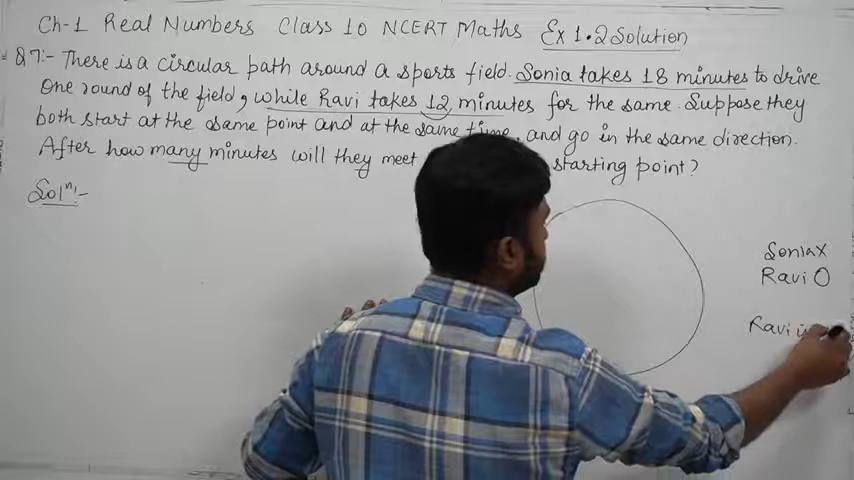 Ch-1 Real Numbers Class 10 NCERT Maths Ex 1.2 Solution
Q7:- There is a circular path around a sports field. Sonia takes 18 minutes to drive
One round of the field, while Ravi takes 12 minutes for the same. Suppose they
both start at the same point and at the same time, and go in the same direction.
After how many minutes will they meet starting point?
Solⁿ:-
Sonia X
Ravi O
Ravi